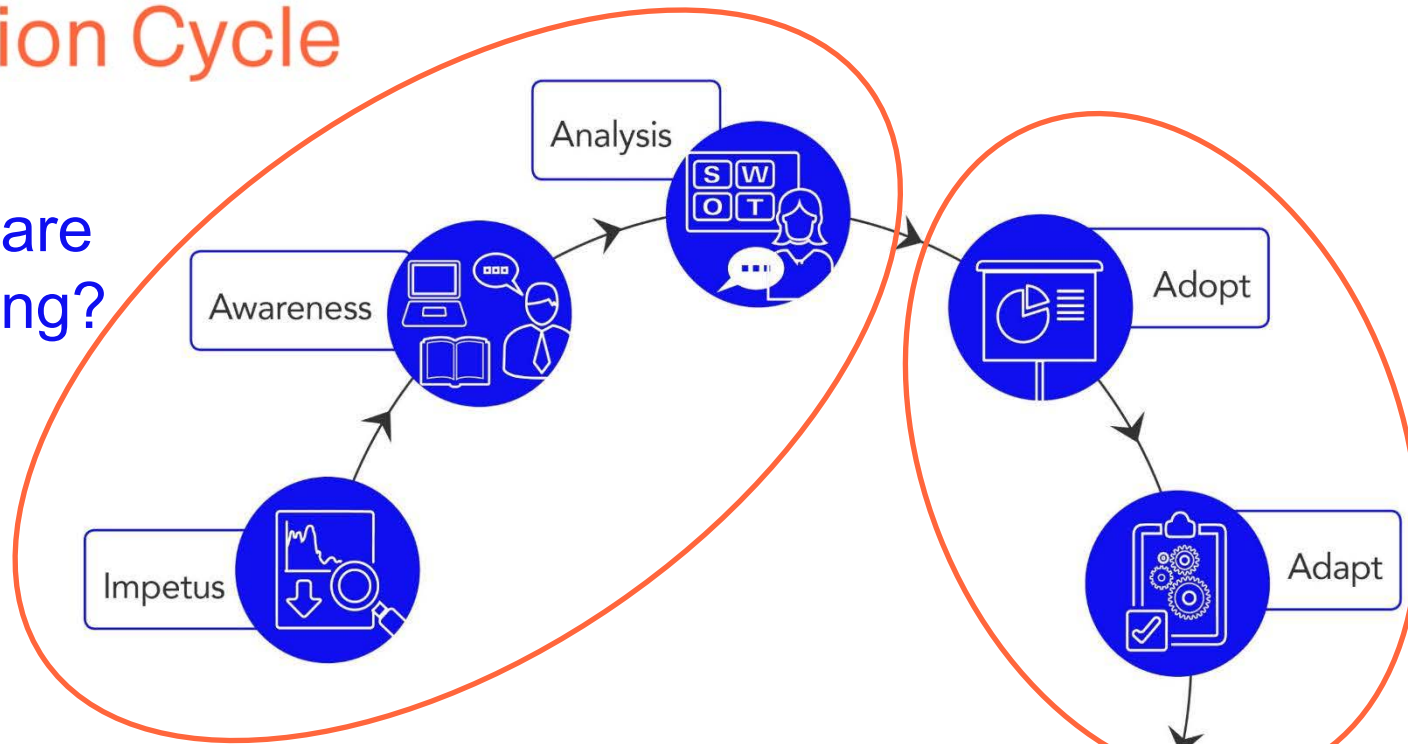 ion Cycle
are
ng?
Analysis
S W
O T
Awareness
Adopt
Impetus
Adapt